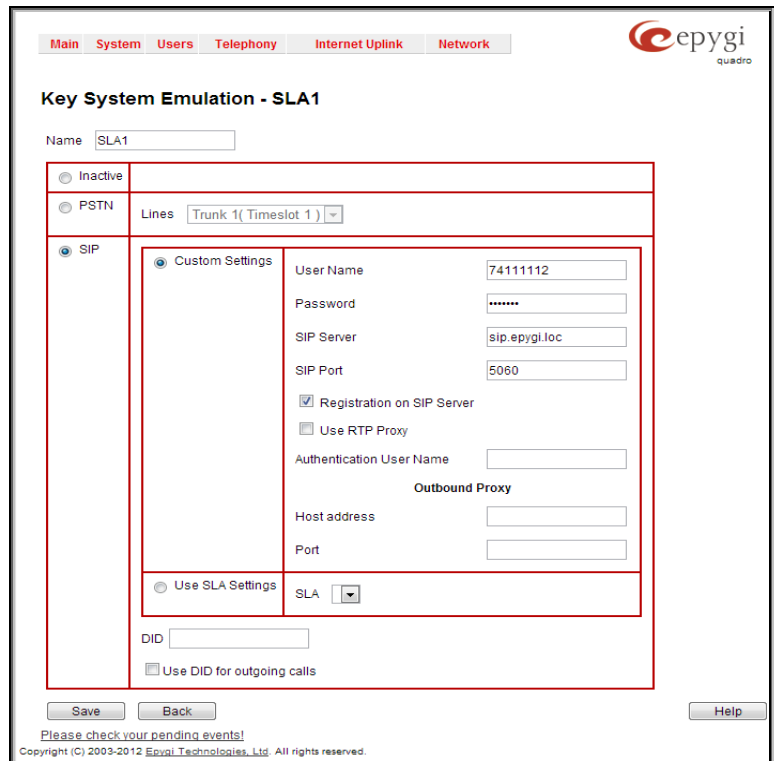 Main System Users Telephony Internet Uplink Network
epygi
quadro
Key System Emulation - SLA1
Name SLA1
Inactive
PSTN Lines Trunk 1( Timeslot 1 )
SIP
Custom Settings
User Name 74111112
Password •••••••
SIP Server sip.epygi.loc
SIP Port 5060
Registration on SIP Server
Use RTP Proxy
Authentication User Name
Outbound Proxy
Host address
Port
Use SLA Settings SLA
DID
Use DID for outgoing calls
Save Back Help
Please check your pending events!
Copyright (C) 2003-2012 Epygi Technologies, Ltd. All rights reserved.